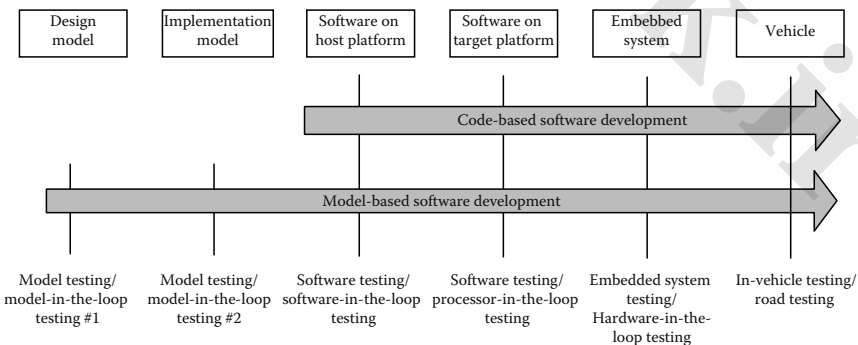 Design
model
Implementation
model
Software on
host platform
Software on
target platform
Embebbed
system
Vehicle
Code-based software development
Model-based software development
Model testing/
model-in-the-loop
testing #1
Model testing/
model-in-the-loop
testing #2
Software testing/
software-in-the-loop
testing
Software testing/
processor-in-the-loop
testing
Embedded system
testing/
Hardware-in-the-
loop testing
In-vehicle testing/
road testing
k.ir